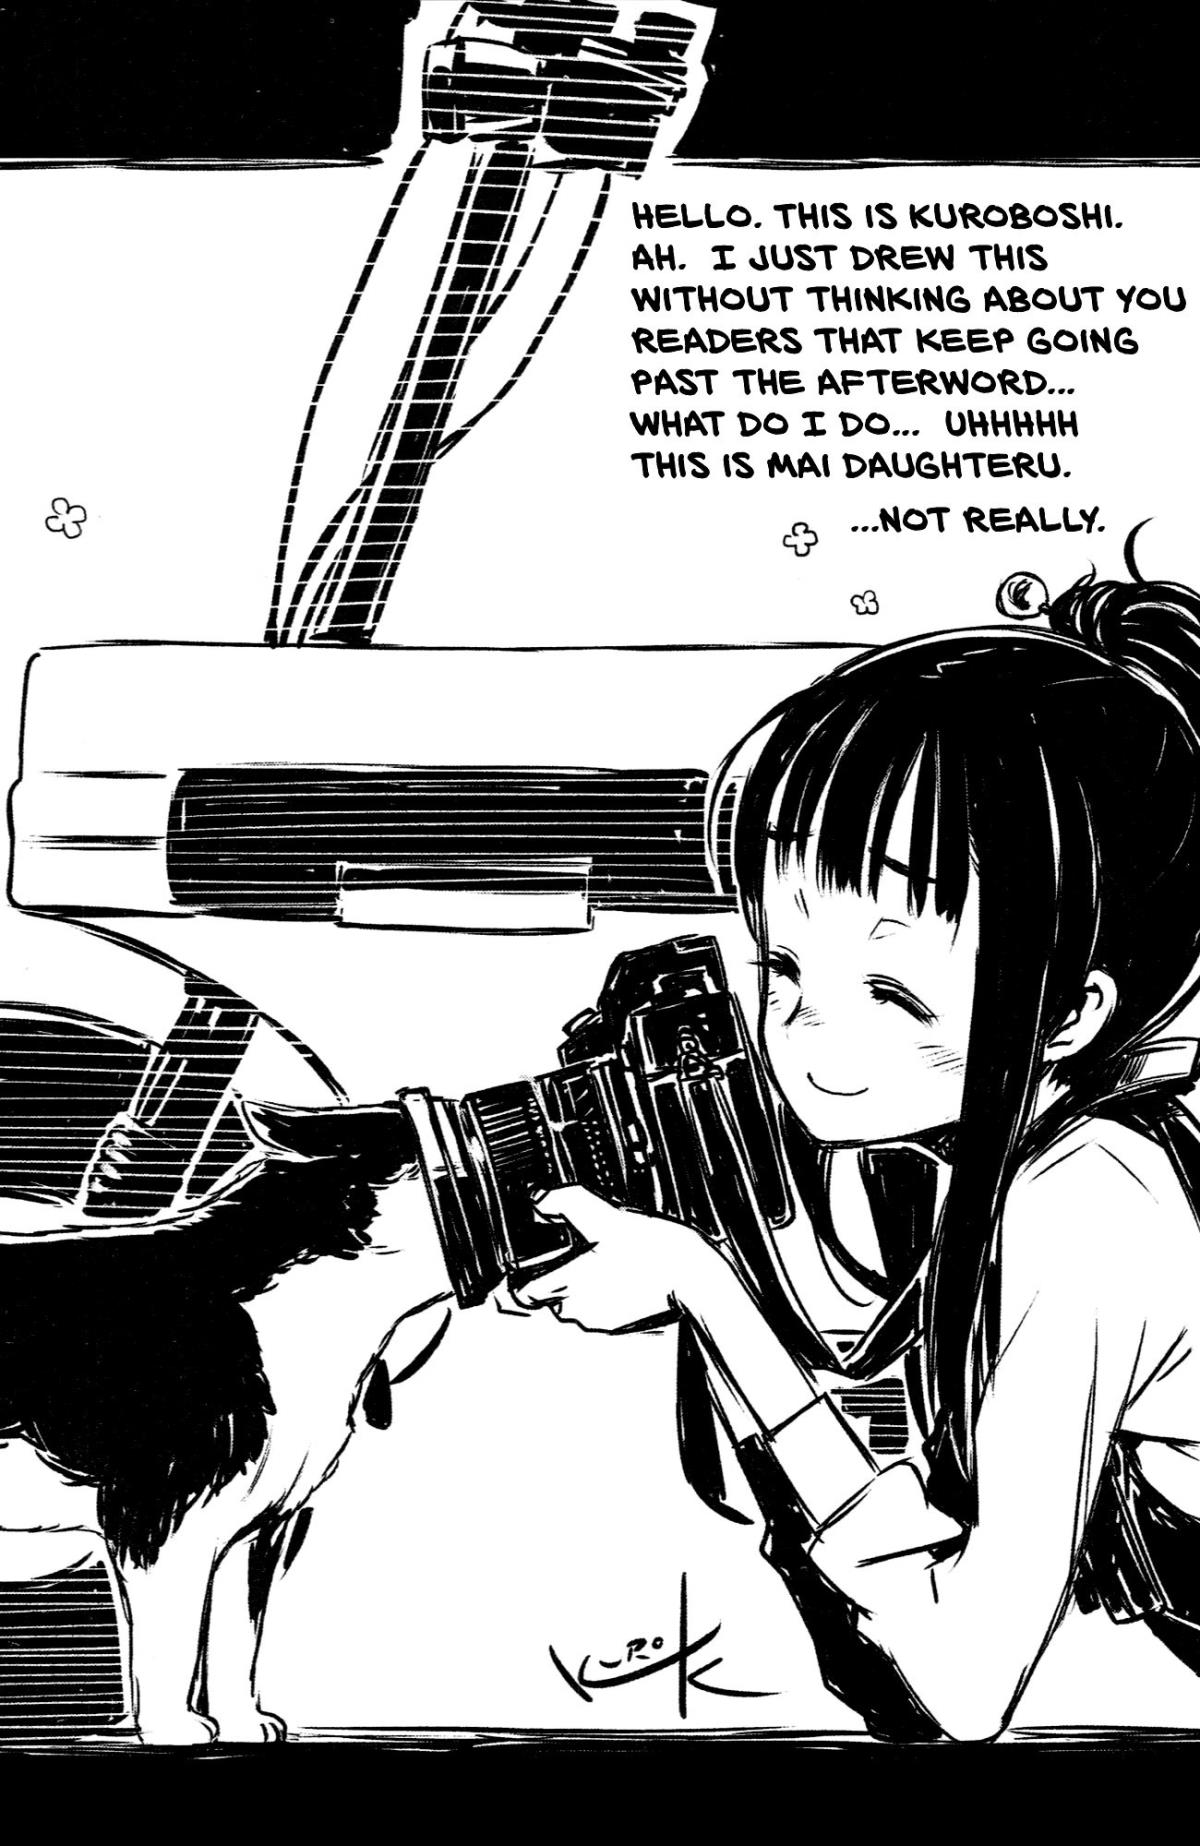 HELLO. THIS IS KUROBOSHI.
AH. I JUST DREW THIS
WITHOUT THINKING ABOUT YOU
READERS THAT KEEP GOING
PAST THE AFTERWORD...
WHAT DO I DO... UHHHHH
THIS IS MAI DAUGHTERU.
...NOT REALLY.
KURO
K